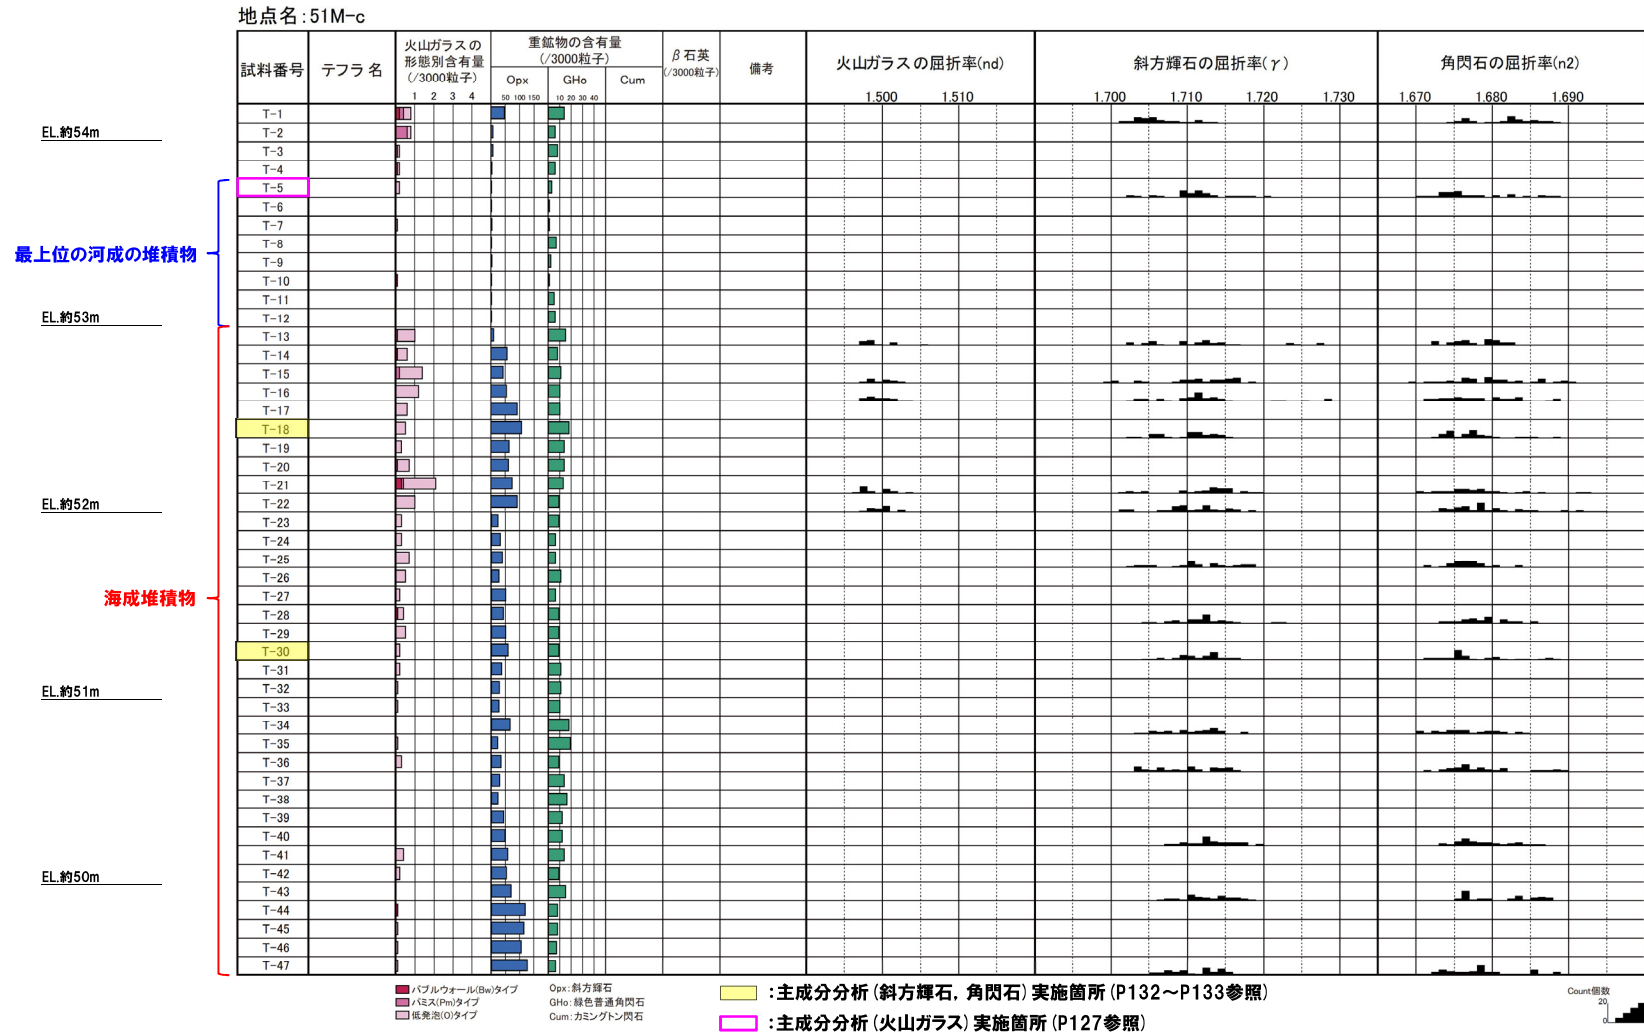 地点名:51M-c
試料番号
テフラ名
火山ガラスの
形態別含有量
(/3000粒子)
1 2 3 4
重鉱物の含有量
(/3000粒子)
Opx GHo Cum
50 100 150 10 20 30 40
β石英
(/3000粒子)
備考
火山ガラスの屈折率(nd)
1.500 1.510
斜方輝石の屈折率(γ)
1.700 1.710 1.720 1.730
角閃石の屈折率(n2)
1.670 1.680 1.690
T-1
EL.約54m
T-2
T-3
T-4
T-5
T-6
T-7
T-8
最上位の河成の堆積物
T-9
T-10
T-11
EL.約53m
T-12
T-13
T-14
T-15
T-16
T-17
T-18
T-19
T-20
T-21
EL.約52m
T-22
T-23
T-24
T-25
T-26
T-27
海成堆積物
T-28
T-29
T-30
T-31
EL.約51m
T-32
T-33
T-34
T-35
T-36
T-37
T-38
T-39
T-40
T-41
EL.約50m
T-42
T-43
T-44
T-45
T-46
T-47
バブルウォール(Bw)タイプ
パミス(Pm)タイプ
低発泡(O)タイプ
Opx:斜方輝石
GHo:緑色普通角閃石
Cum:カミングトン閃石
:主成分分析(斜方輝石,角閃石)実施箇所(P132~P133参照)
:主成分分析(火山ガラス)実施箇所(P127参照)
Count個数
20
0